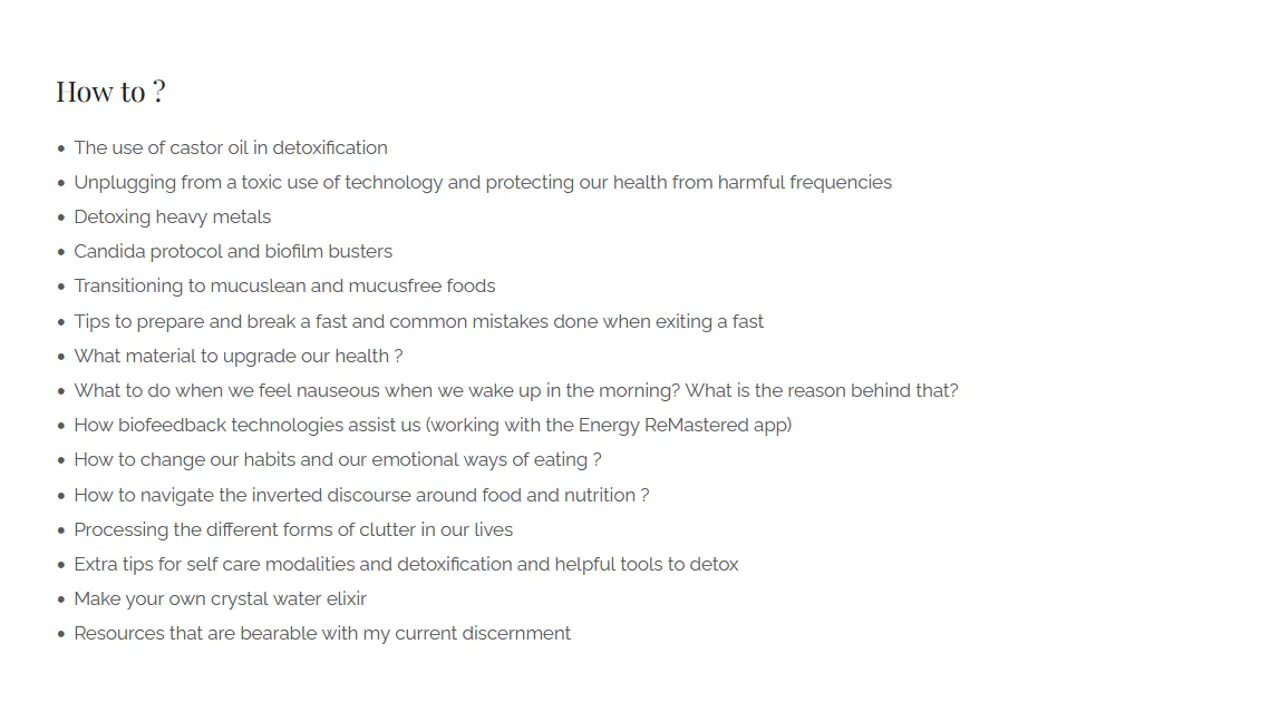 How to ?
• The use of castor oil in detoxification
• Unplugging from a toxic use of technology and protecting our health from harmful frequencies
• Detoxing heavy metals
• Candida protocol and biofilm busters
• Transitioning to mucuslean and mucusfree foods
• Tips to prepare and break a fast and common mistakes done when exiting a fast
• What material to upgrade our health ?
• What to do when we feel nauseous when we wake up in the morning? What is the reason behind that?
• How biofeedback technologies assist us (working with the Energy ReMastered app)
• How to change our habits and our emotional ways of eating ?
• How to navigate the inverted discourse around food and nutrition ?
• Processing the different forms of clutter in our lives
• Extra tips for self care modalities and detoxification and helpful tools to detox
• Make your own crystal water elixir
• Resources that are bearable with my current discernment